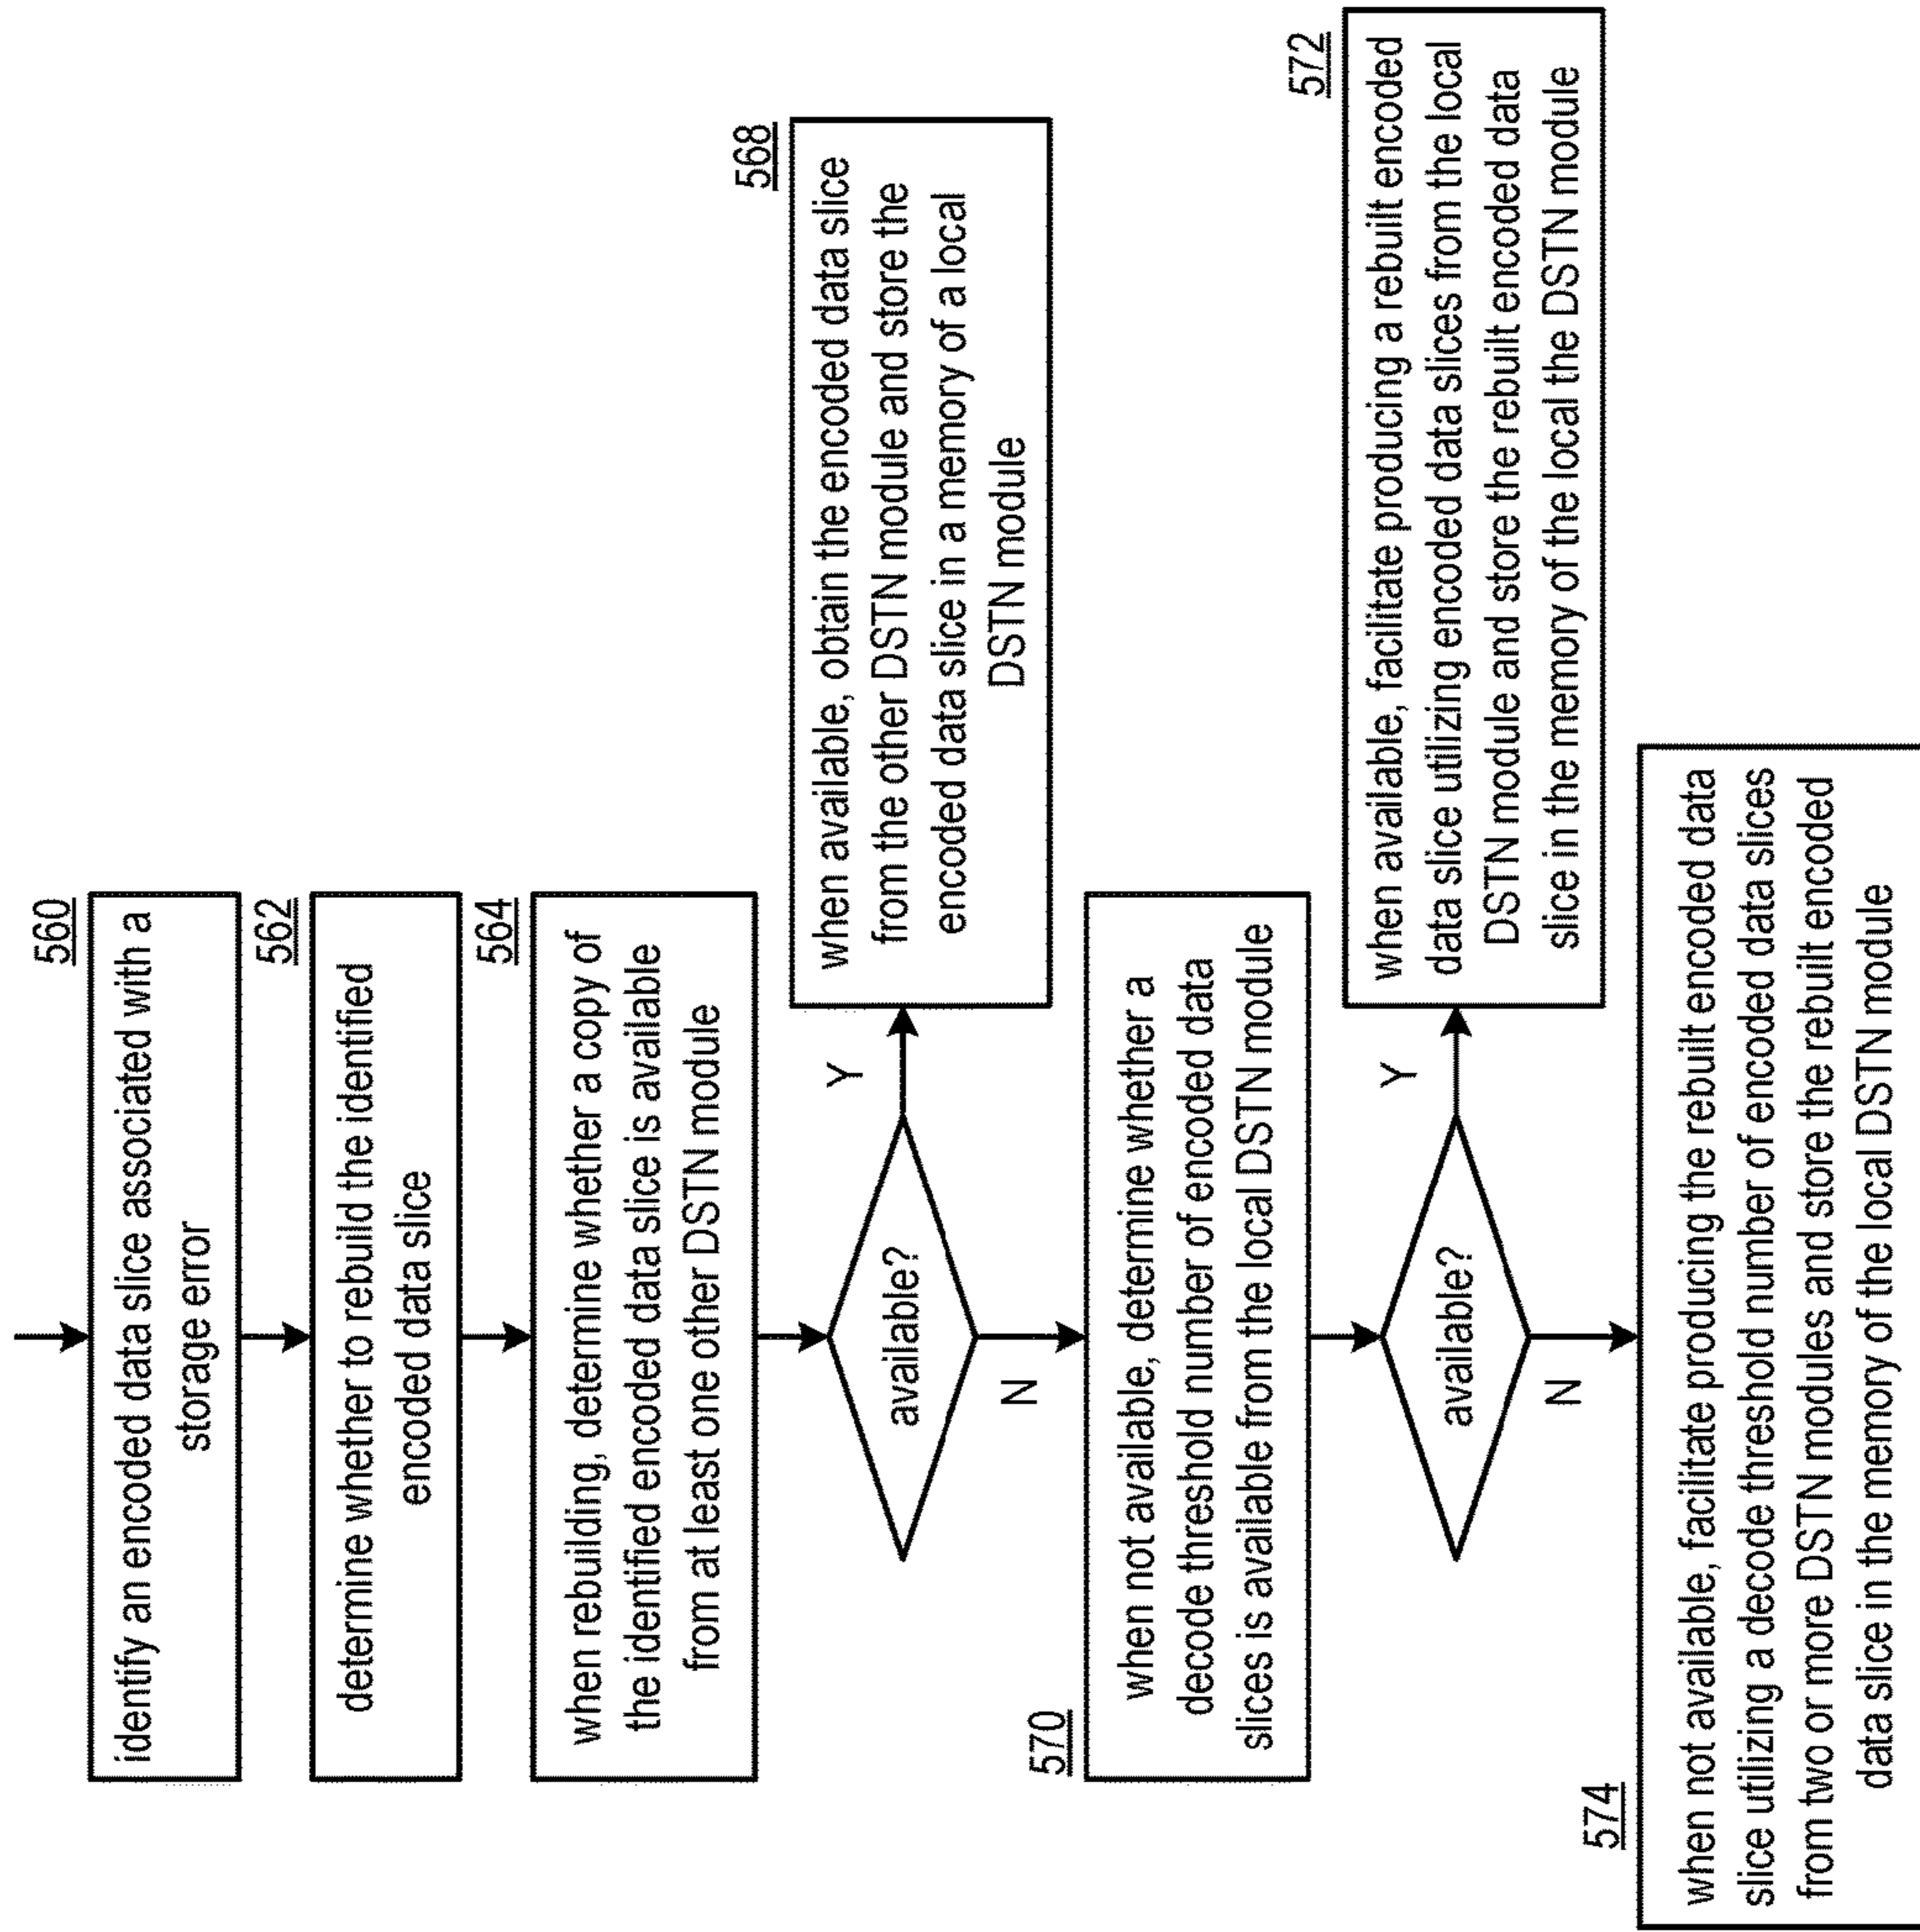 560
identify an encoded data slice associated with a
storage error
562
determine whether to rebuild the identified
encoded data slice
564
when rebuilding, determine whether a copy of
the identified encoded data slice is available
from at least one other DSTN module
available?
Y
N
568
when available, obtain the encoded data slice
from the other DSTN module and store the
encoded data slice in a memory of a local
DSTN module
570
when not available, determine whether a
decode threshold number of encoded data
slices is available from the local DSTN module
available?
Y
N
572
when available, facilitate producing a rebuilt encoded
data slice utilizing encoded data slices from the local
DSTN module and store the rebuilt encoded data
slice in the memory of the local the DSTN module
574
when not available, facilitate producing the rebuilt encoded data
slice utilizing a decode threshold number of encoded data slices
from two or more DSTN modules and store the rebuilt encoded
data slice in the memory of the local DSTN module